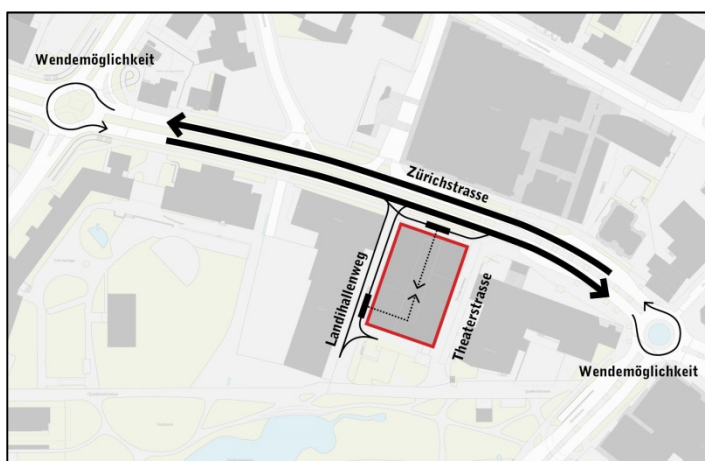 Wendemöglichkeit
Zürichstrasse
Landihallenweg
Theaterstrasse
Wendemöglichkeit